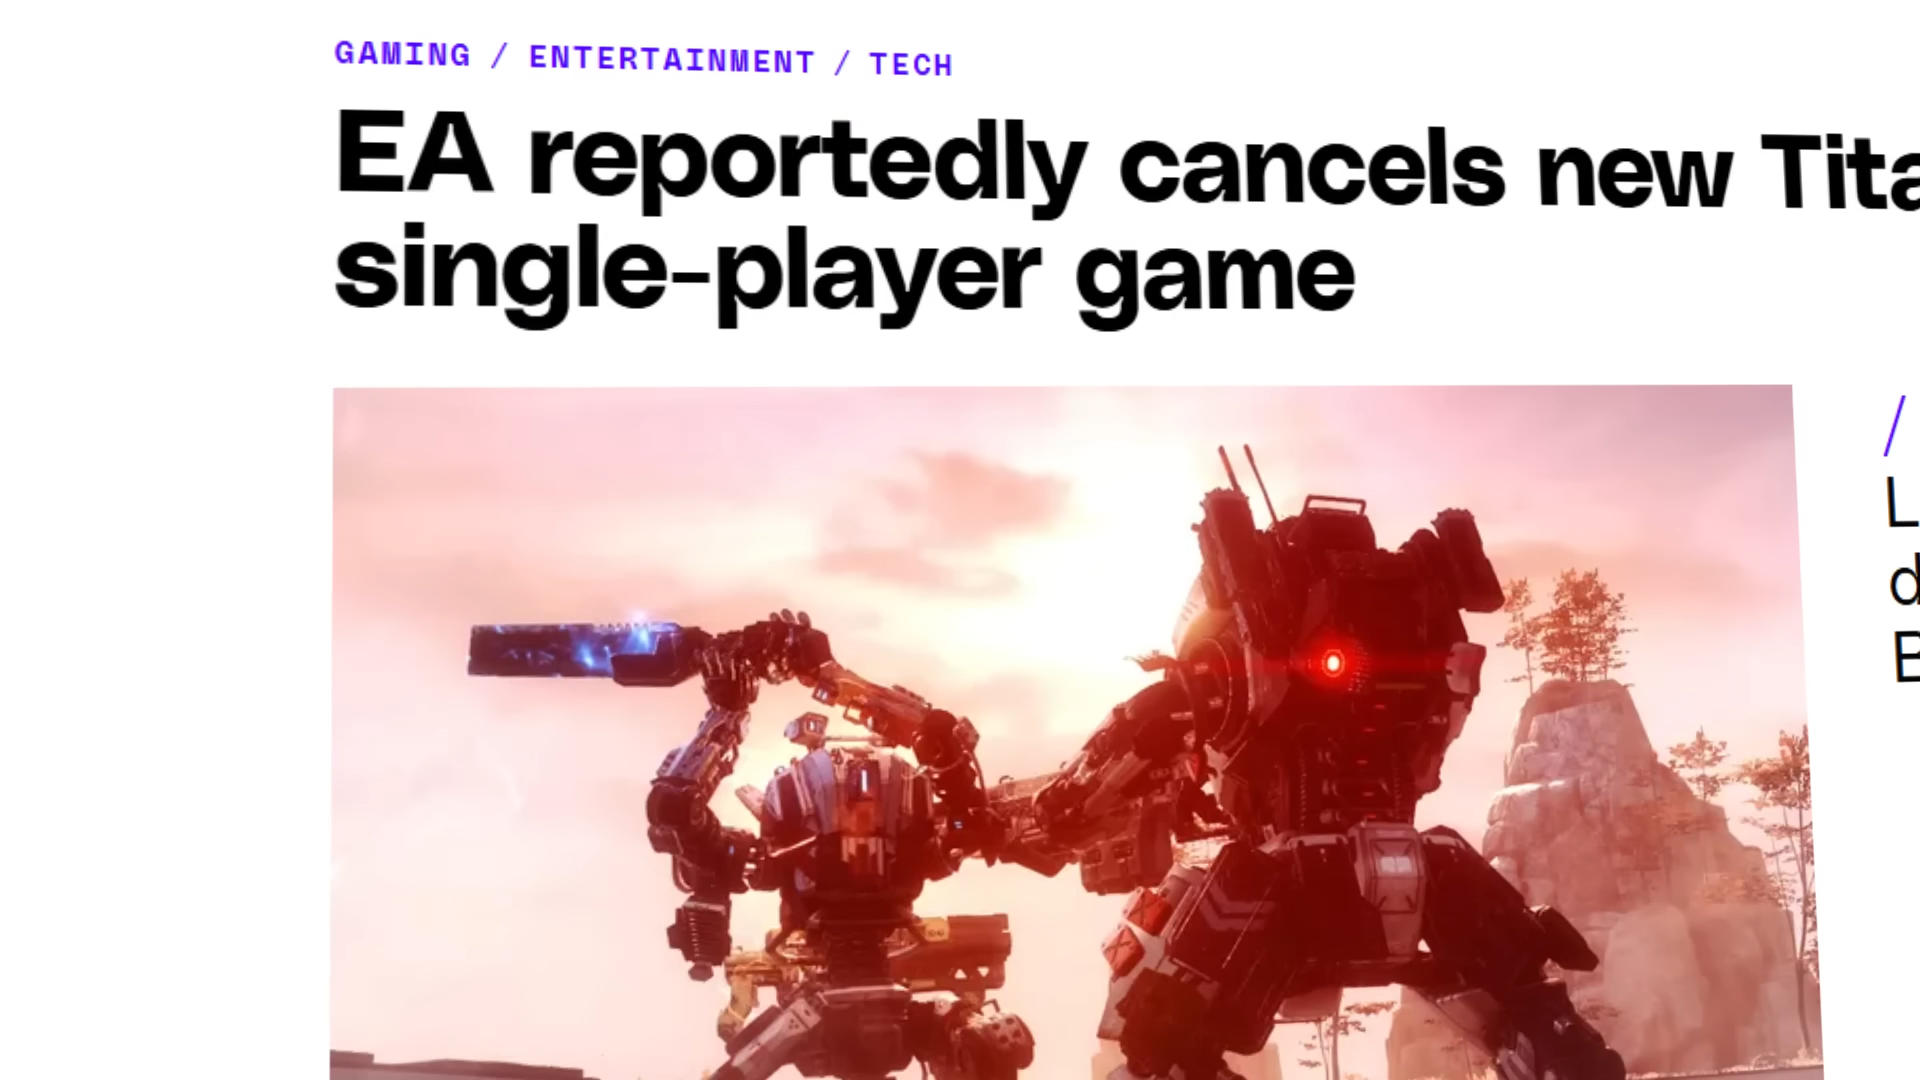 GAMING / ENTERTAINMENT / TECH
EA reportedly cancels new Tita
single-player game
/
L
d
B